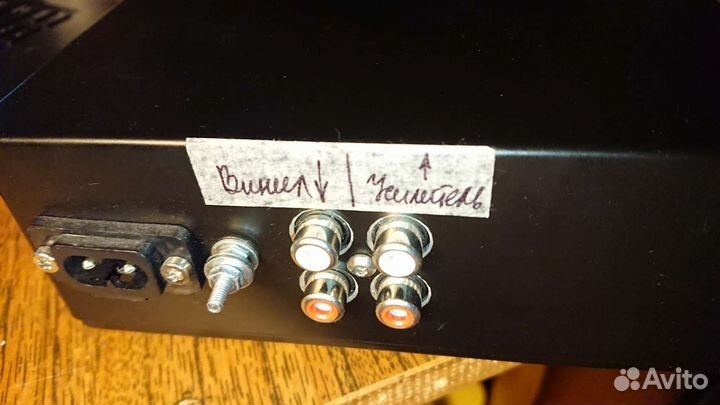 Винил ↓ | ↑ Усилитель
Avito